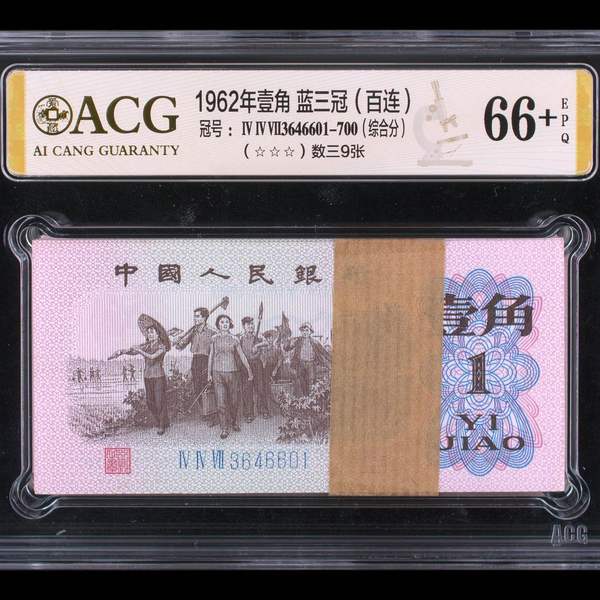 ACG
AI CANG GUARANTY
1962年壹角 蓝三冠（百连）
冠号：Ⅳ Ⅳ Ⅶ3646601-700（综合分）
（☆☆☆）数三9张
66+
EPQ
中國人民銀
壹角
1
YI
JIAO
Ⅳ Ⅳ Ⅶ 3646601
ACG